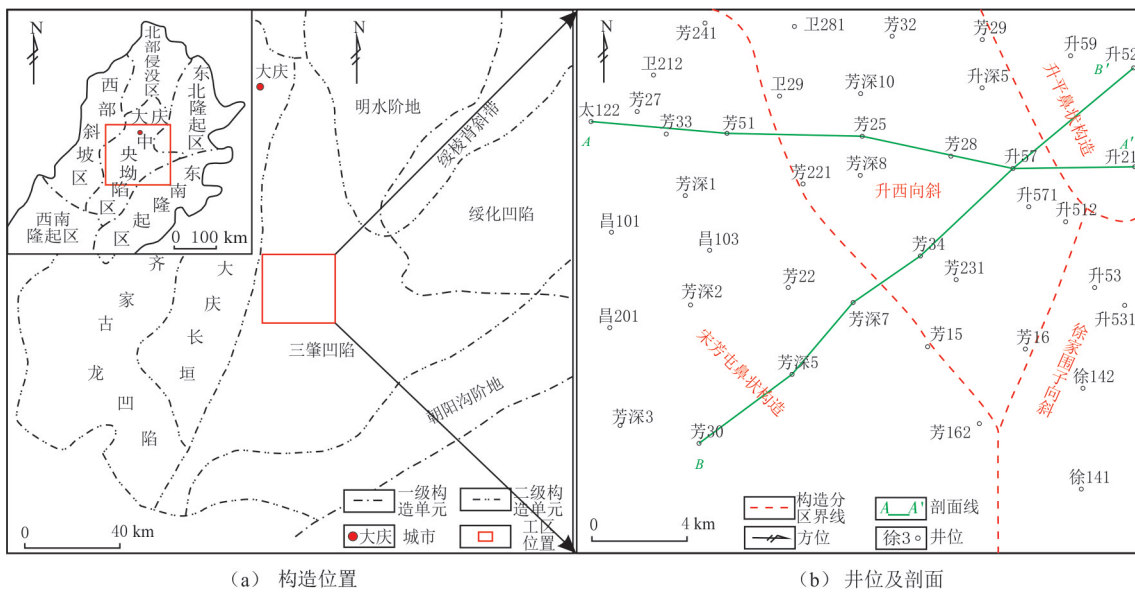 N
北部侵没区
西部斜坡区
大庆
东北隆起区
中央坳陷区
东南隆起区
西南
隆起区
0 100 km
N
大庆
明水阶地
绥棱背斜带
绥化凹陷
齐家古龙凹陷
大庆长垣
三肇凹陷
朝阳沟阶地
一级构
造单元
二级构
造单元
大庆 城市
工区
位置
0 40 km
(a) 构造位置
N
芳241
卫281
芳32
芳29
升59
升52
B'
卫212
卫29
芳深10
升深5
升平鼻状构造
太122
A
芳27
芳33
芳51
芳25
芳28
升57
升21
A'
芳深1
芳221
芳深8
升西向斜
升571
升512
昌101
昌103
芳34
芳231
升53
芳深2
芳22
芳深7
升531
昌201
芳15
芳16
徐家围子向斜
宋芳屯鼻状构造
芳深5
徐142
芳深3
芳30
B
芳162
徐141
0 4 km
构造分
区界线
A A' 剖面线
方位
徐3 井位
(b) 井位及剖面